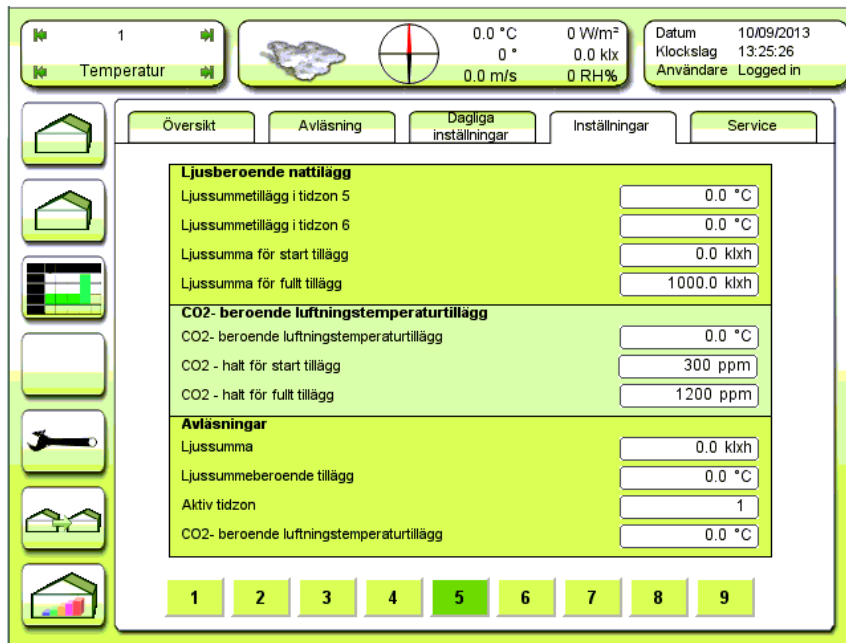 1
Temperatur
0.0 °C 0 W/m²
0 ° 0.0 klx
0.0 m/s 0 RH%
Datum 10/09/2013
Klockslag 13:25:26
Användare Logged in
Översikt
Avläsning
Dagliga
inställningar
Inställningar
Service
Ljusberoende nattilägg
Ljussummetillägg i tidzon 5 0.0 °C
Ljussummetillägg i tidzon 6 0.0 °C
Ljussumma för start tillägg 0.0 klxh
Ljussumma för fullt tillägg 1000.0 klxh
CO2- beroende luftningstemperaturtillägg
CO2- beroende luftningstemperaturtillägg 0.0 °C
CO2 - halt för start tillägg 300 ppm
CO2 - halt för fullt tillägg 1200 ppm
Avläsningar
Ljussumma 0.0 klxh
Ljussummeberoende tillägg 0.0 °C
Aktiv tidzon 1
CO2- beroende luftningstemperaturtillägg 0.0 °C
1 2 3 4 5 6 7 8 9